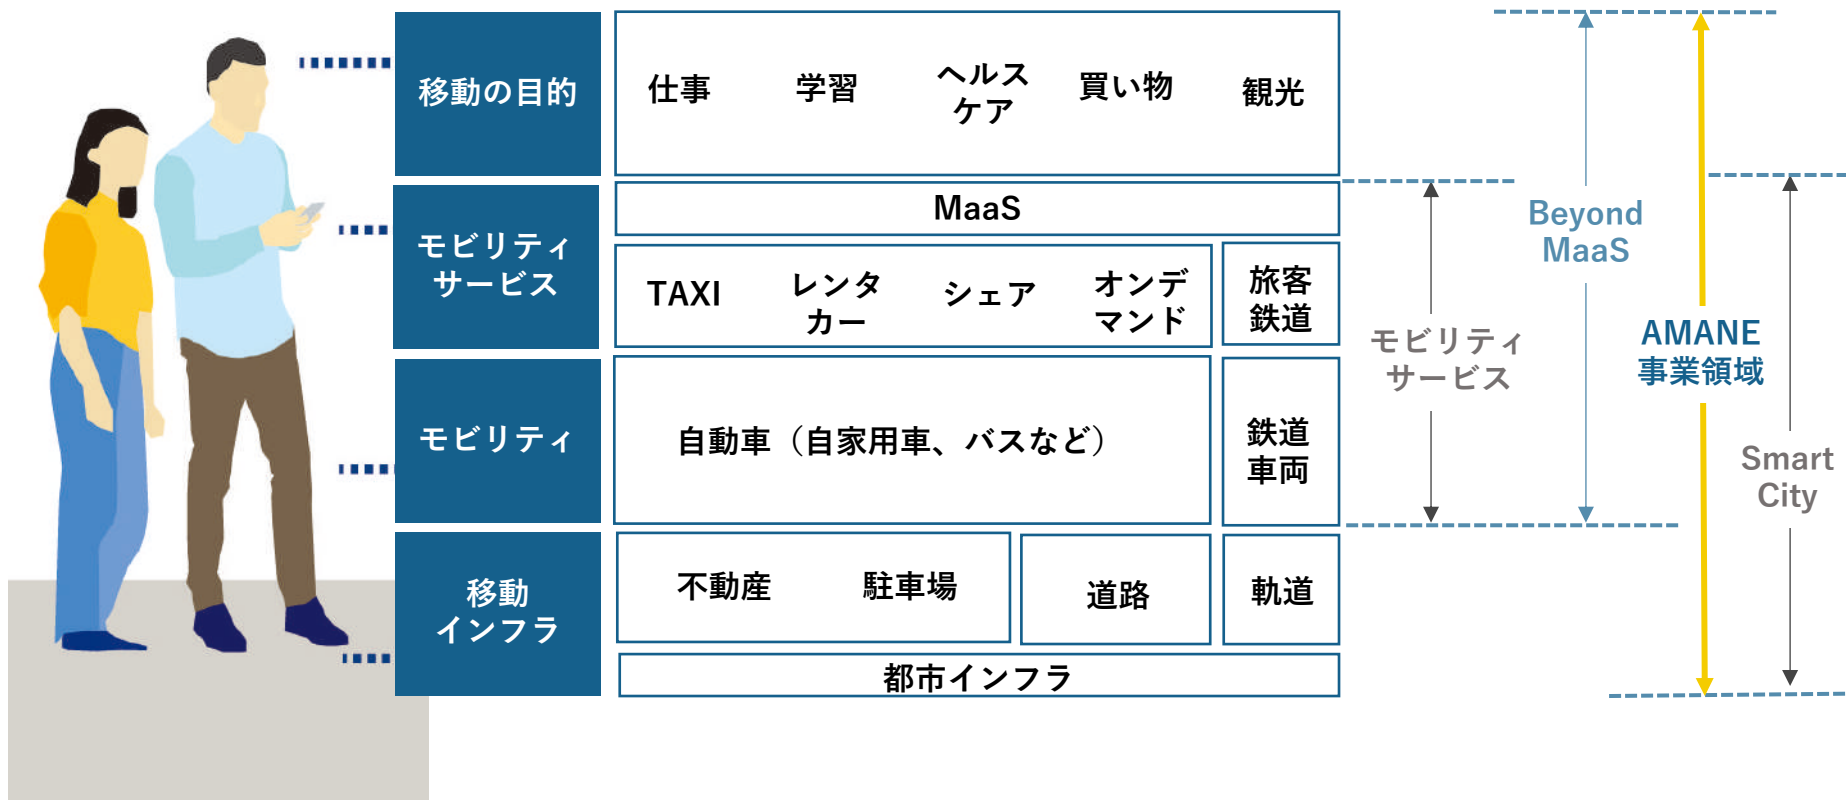 移動の目的
仕事
学習
ヘルス
ケア
買い物
観光
モビリティ
サービス
MaaS
TAXI
レンタ
カー
シェア
オンデ
マンド
旅客
鉄道
モビリティ
自動車（自家用車、バスなど）
鉄道
車両
移動
インフラ
不動産
駐車場
道路
軌道
都市インフラ
モビリティ
サービス
Beyond
MaaS
AMANE
事業領域
Smart
City